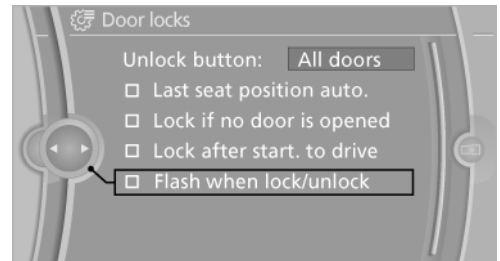 Door locks
Unlock button: All doors
Last seat position auto.
Lock if no door is opened
Lock after start. to drive
Flash when lock/unlock